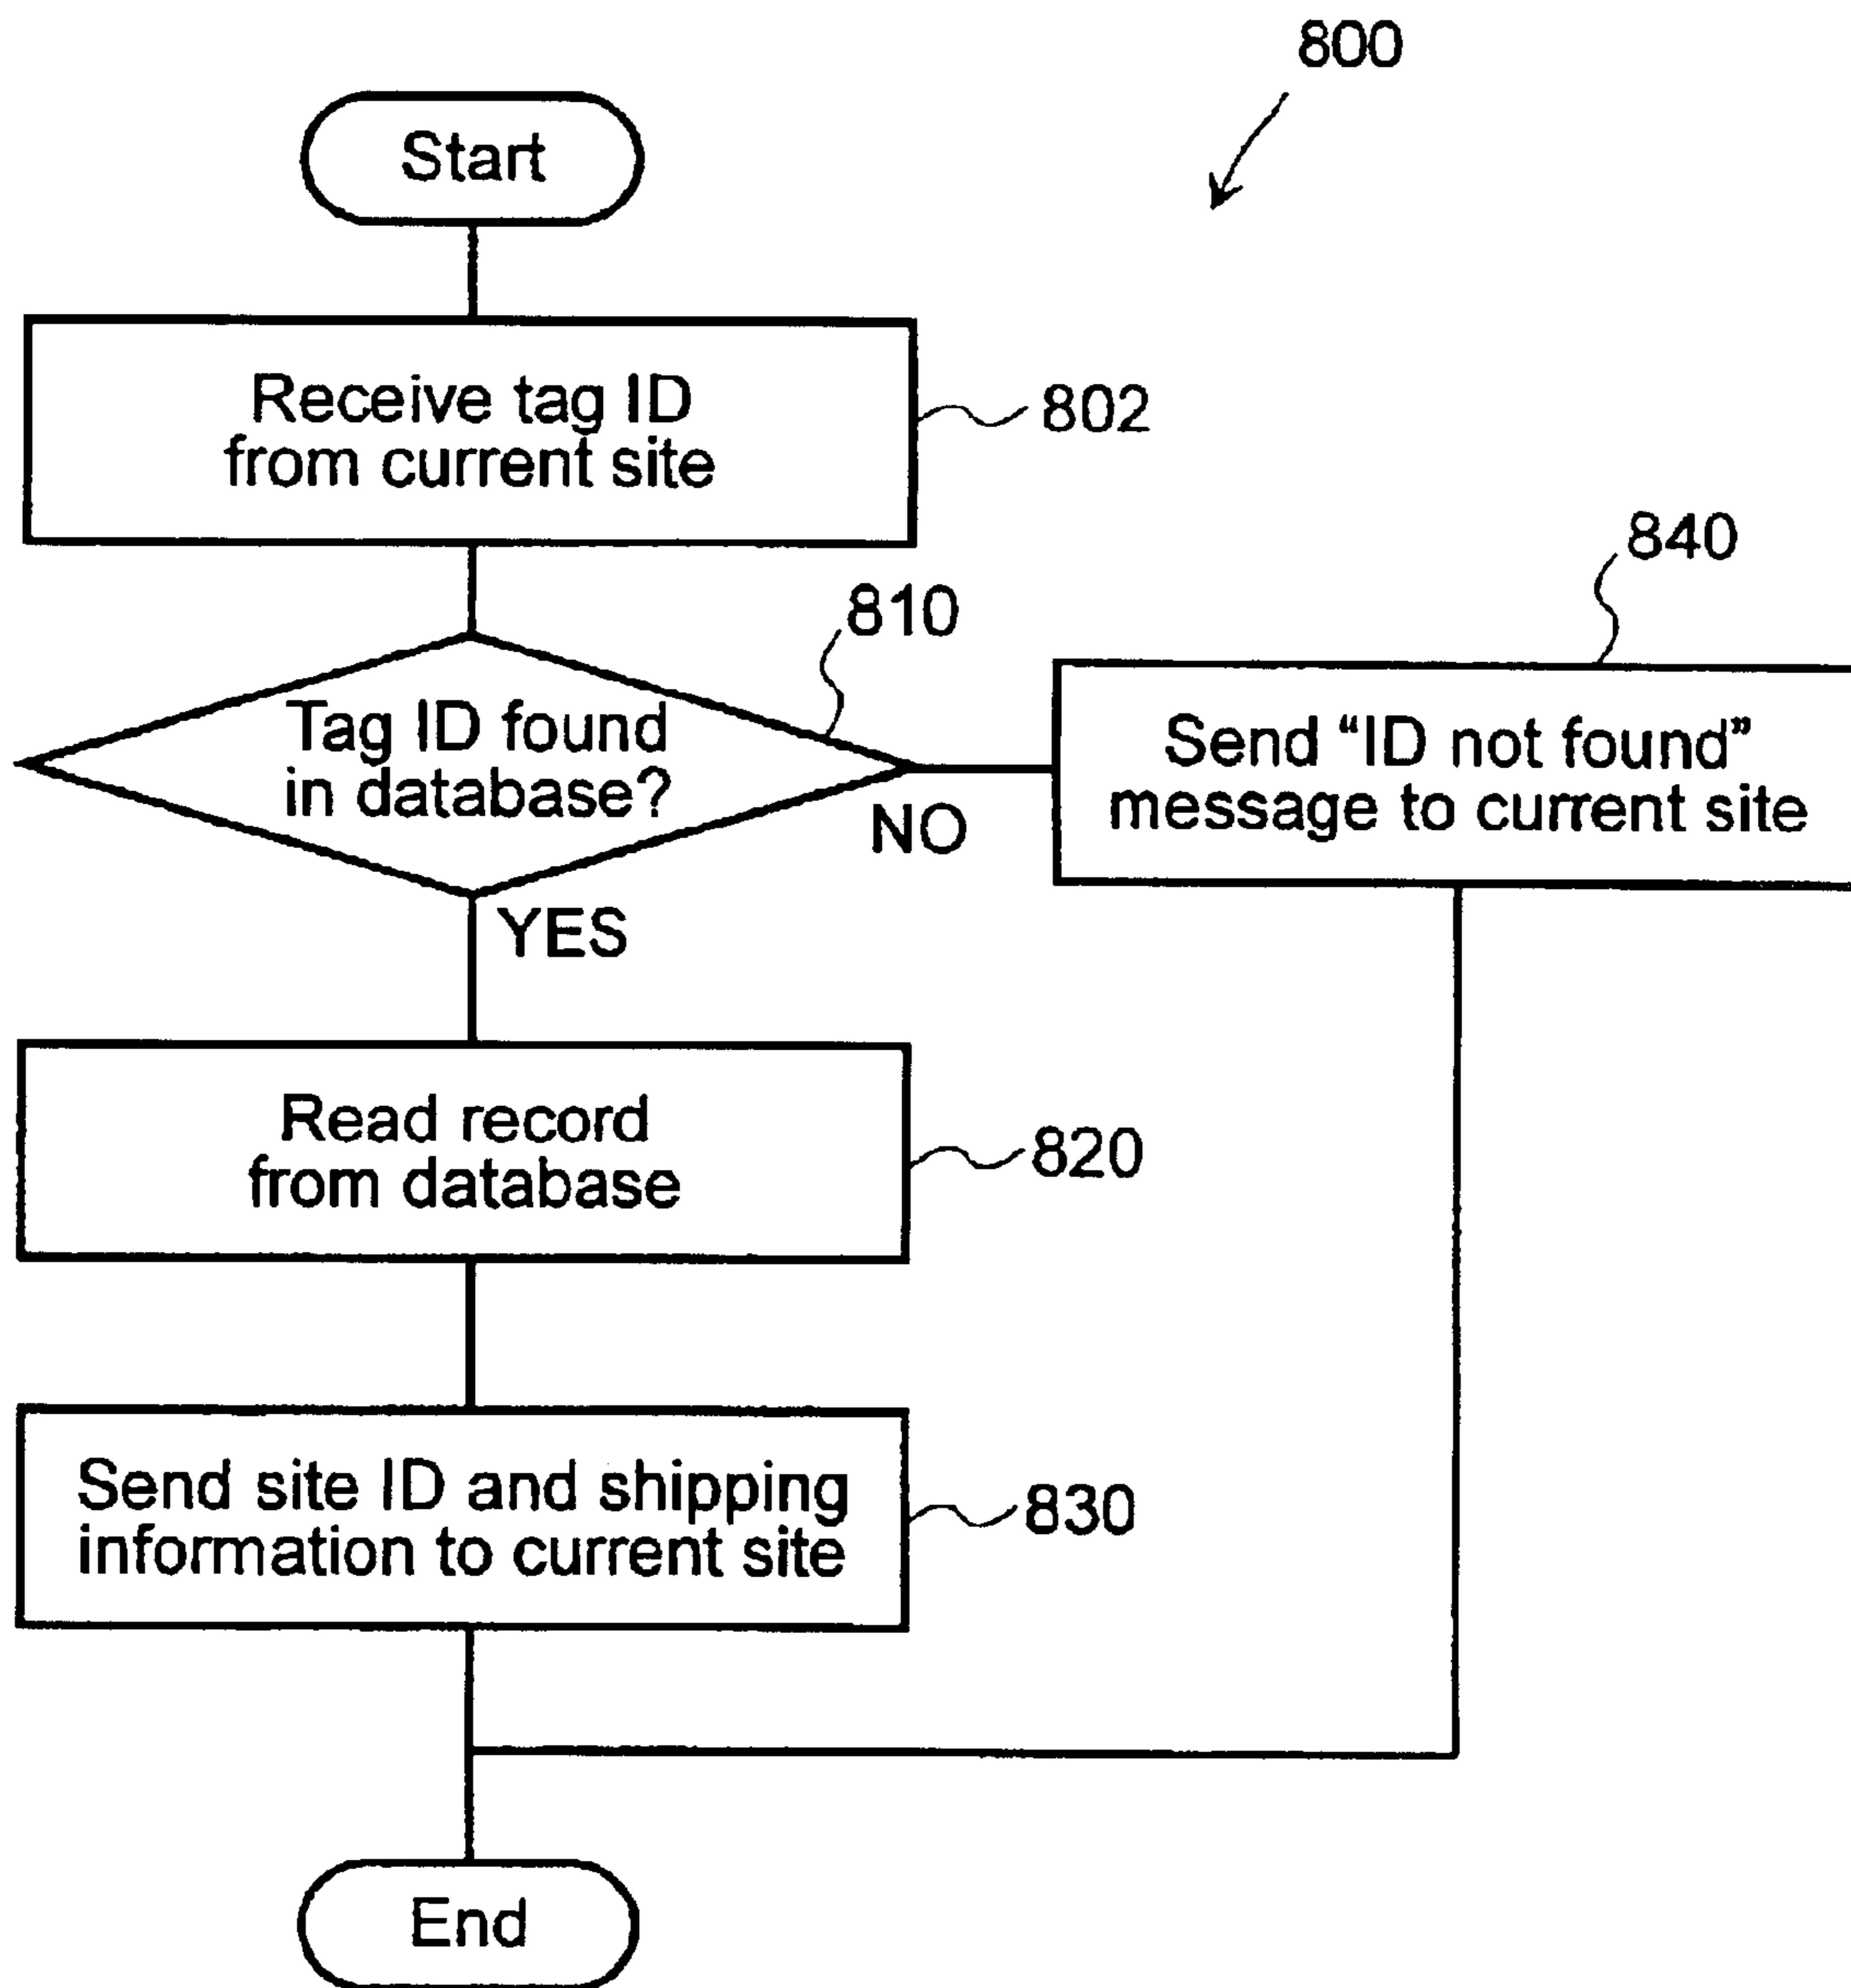 800
Start
Receive tag ID
from current site
802
810
840
Tag ID found
in database?
NO
Send “ID not found”
message to current site
YES
Read record
from database
820
Send site ID and shipping
information to current site
830
End